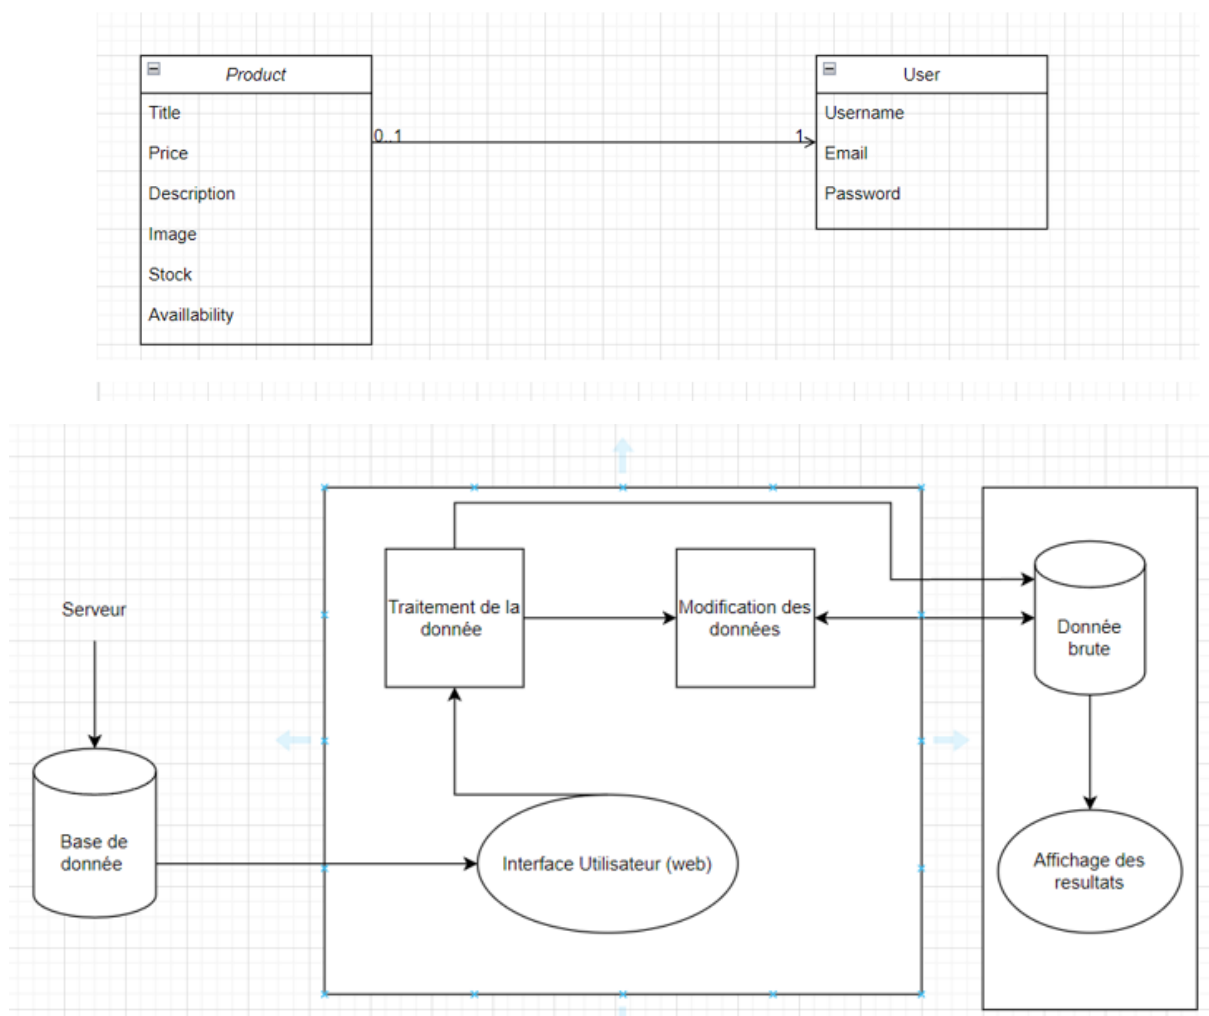 Product
Title
Price
Description
Image
Stock
Availlability
0..1
1
User
Username
Email
Password
Serveur
Base de
donnée
Traitement de la
donnée
Modification des
données
Interface Utilisateur (web)
Donnée
brute
Affichage des
resultats